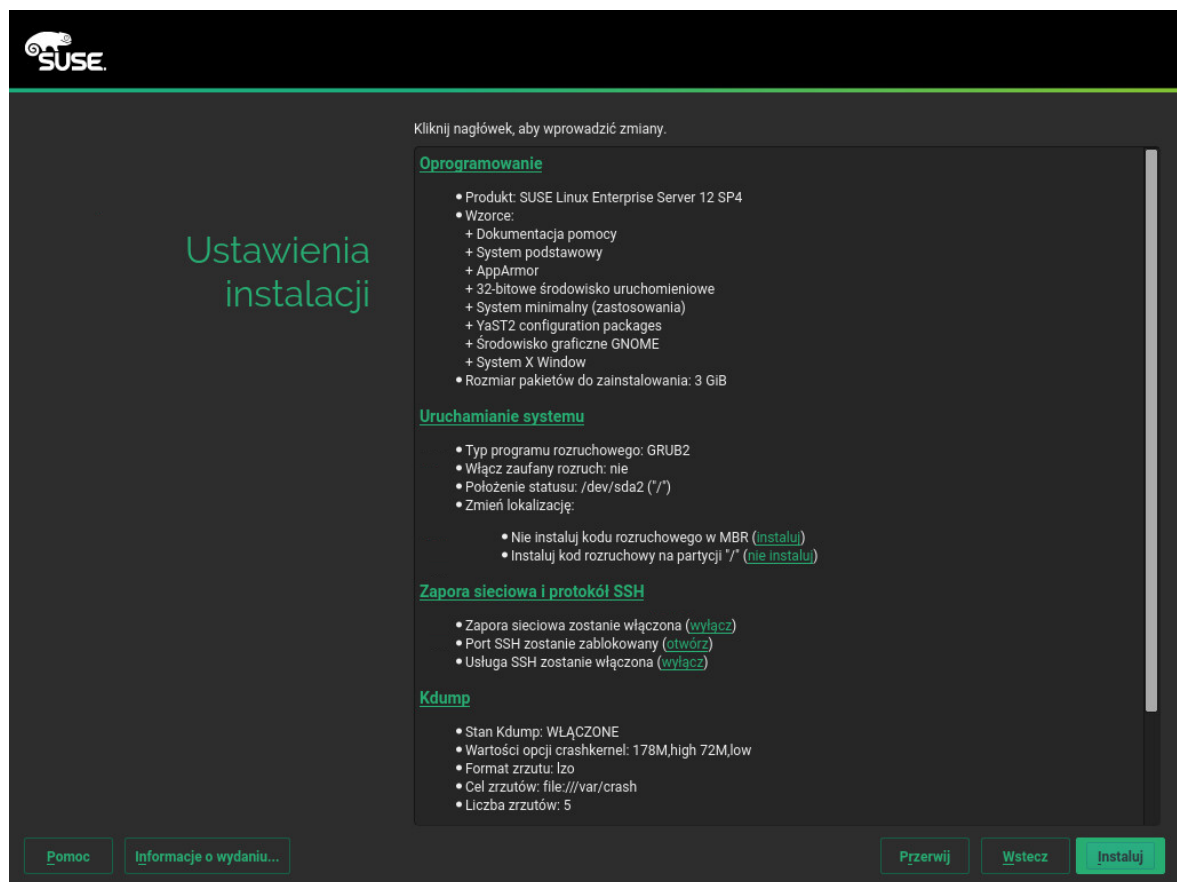 SUSE.
Kliknij nagłówek, aby wprowadzić zmiany.
Ustawienia
instalacji
Oprogramowanie
• Produkt: SUSE Linux Enterprise Server 12 SP4
• Wzorce:
+ Dokumentacja pomocy
+ System podstawowy
+ AppArmor
+ 32-bitowe środowisko uruchomieniowe
+ System minimalny (zastosowania)
+ YaST2 configuration packages
+ Środowisko graficzne GNOME
+ System X Window
• Rozmiar pakietów do zainstalowania: 3 GiB
Uruchamianie systemu
• Typ programu rozruchowego: GRUB2
• Włącz zaufany rozruch: nie
• Położenie statusu: /dev/sda2 ("/")
• Zmień lokalizację:
• Nie instaluj kodu rozruchowego w MBR (instaluj)
• Instaluj kod rozruchowy na partycji "/" (nie instaluj)
Zapora sieciowa i protokół SSH
• Zapora sieciowa zostanie włączona (wyłącz)
• Port SSH zostanie zablokowany (otwórz)
• Usługa SSH zostanie włączona (wyłącz)
Kdump
• Stan Kdump: WŁĄCZONE
• Wartości opcji crashkernel: 178M,high 72M,low
• Format zrzutu: lzo
• Cel zrzutów: file:///var/crash
• Liczba zrzutów: 5
Pomoc
Informacje o wydaniu...
Przerwij
Wstecz
Instaluj